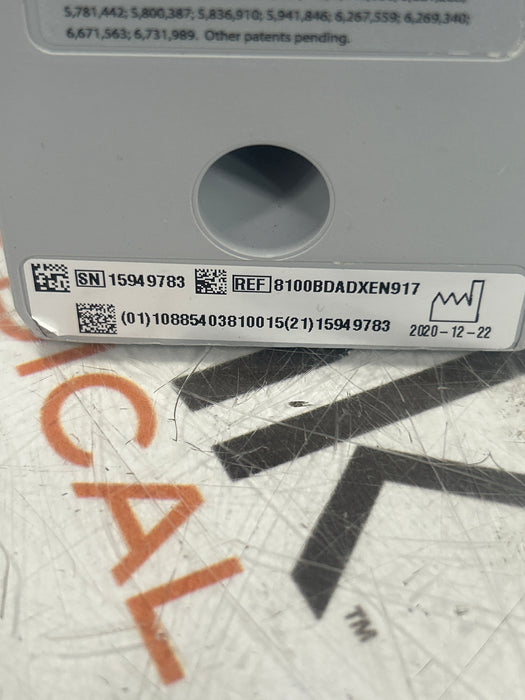 5,781,442; 5,800,387; 5,836,910; 5,941,846; 6,267,559; 6,269,340;
6,671,563; 6,731,989. Other patents pending.
SN 15949783 REF 8100BDADXEN917
(01)10885403810015(21)15949783 2020-12-22
DICAL
TM